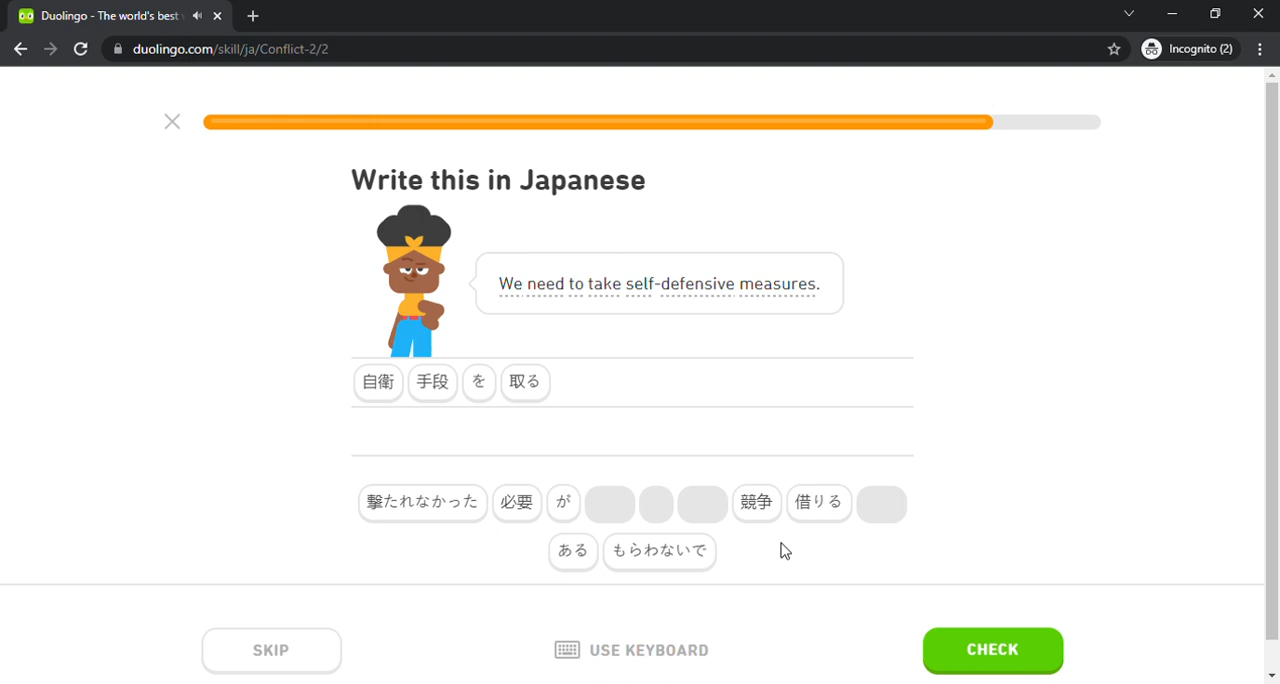 Duolingo - The world's best
duolingo.com/skill/ja/Conflict-2/2
Incognito (2)
Write this in Japanese
We need to take self-defensive measures.
自衛 手段 を 取る
撃たれなかった 必要 が 競争 借りる
ある もらわないで
SKIP USE KEYBOARD CHECK